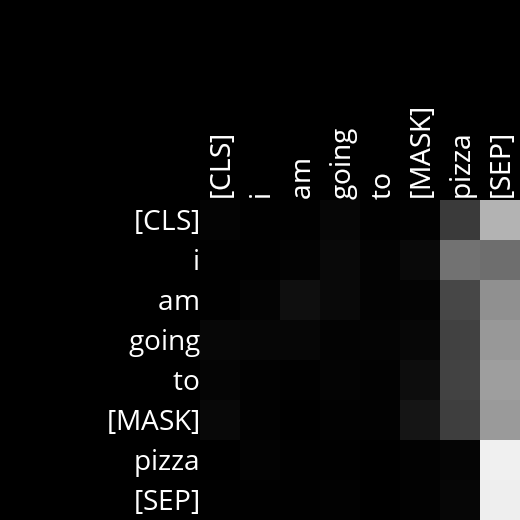 [CLS] i am going to [MASK] pizza [SEP]
[CLS]
i
am
going
to
[MASK]
pizza
[SEP]